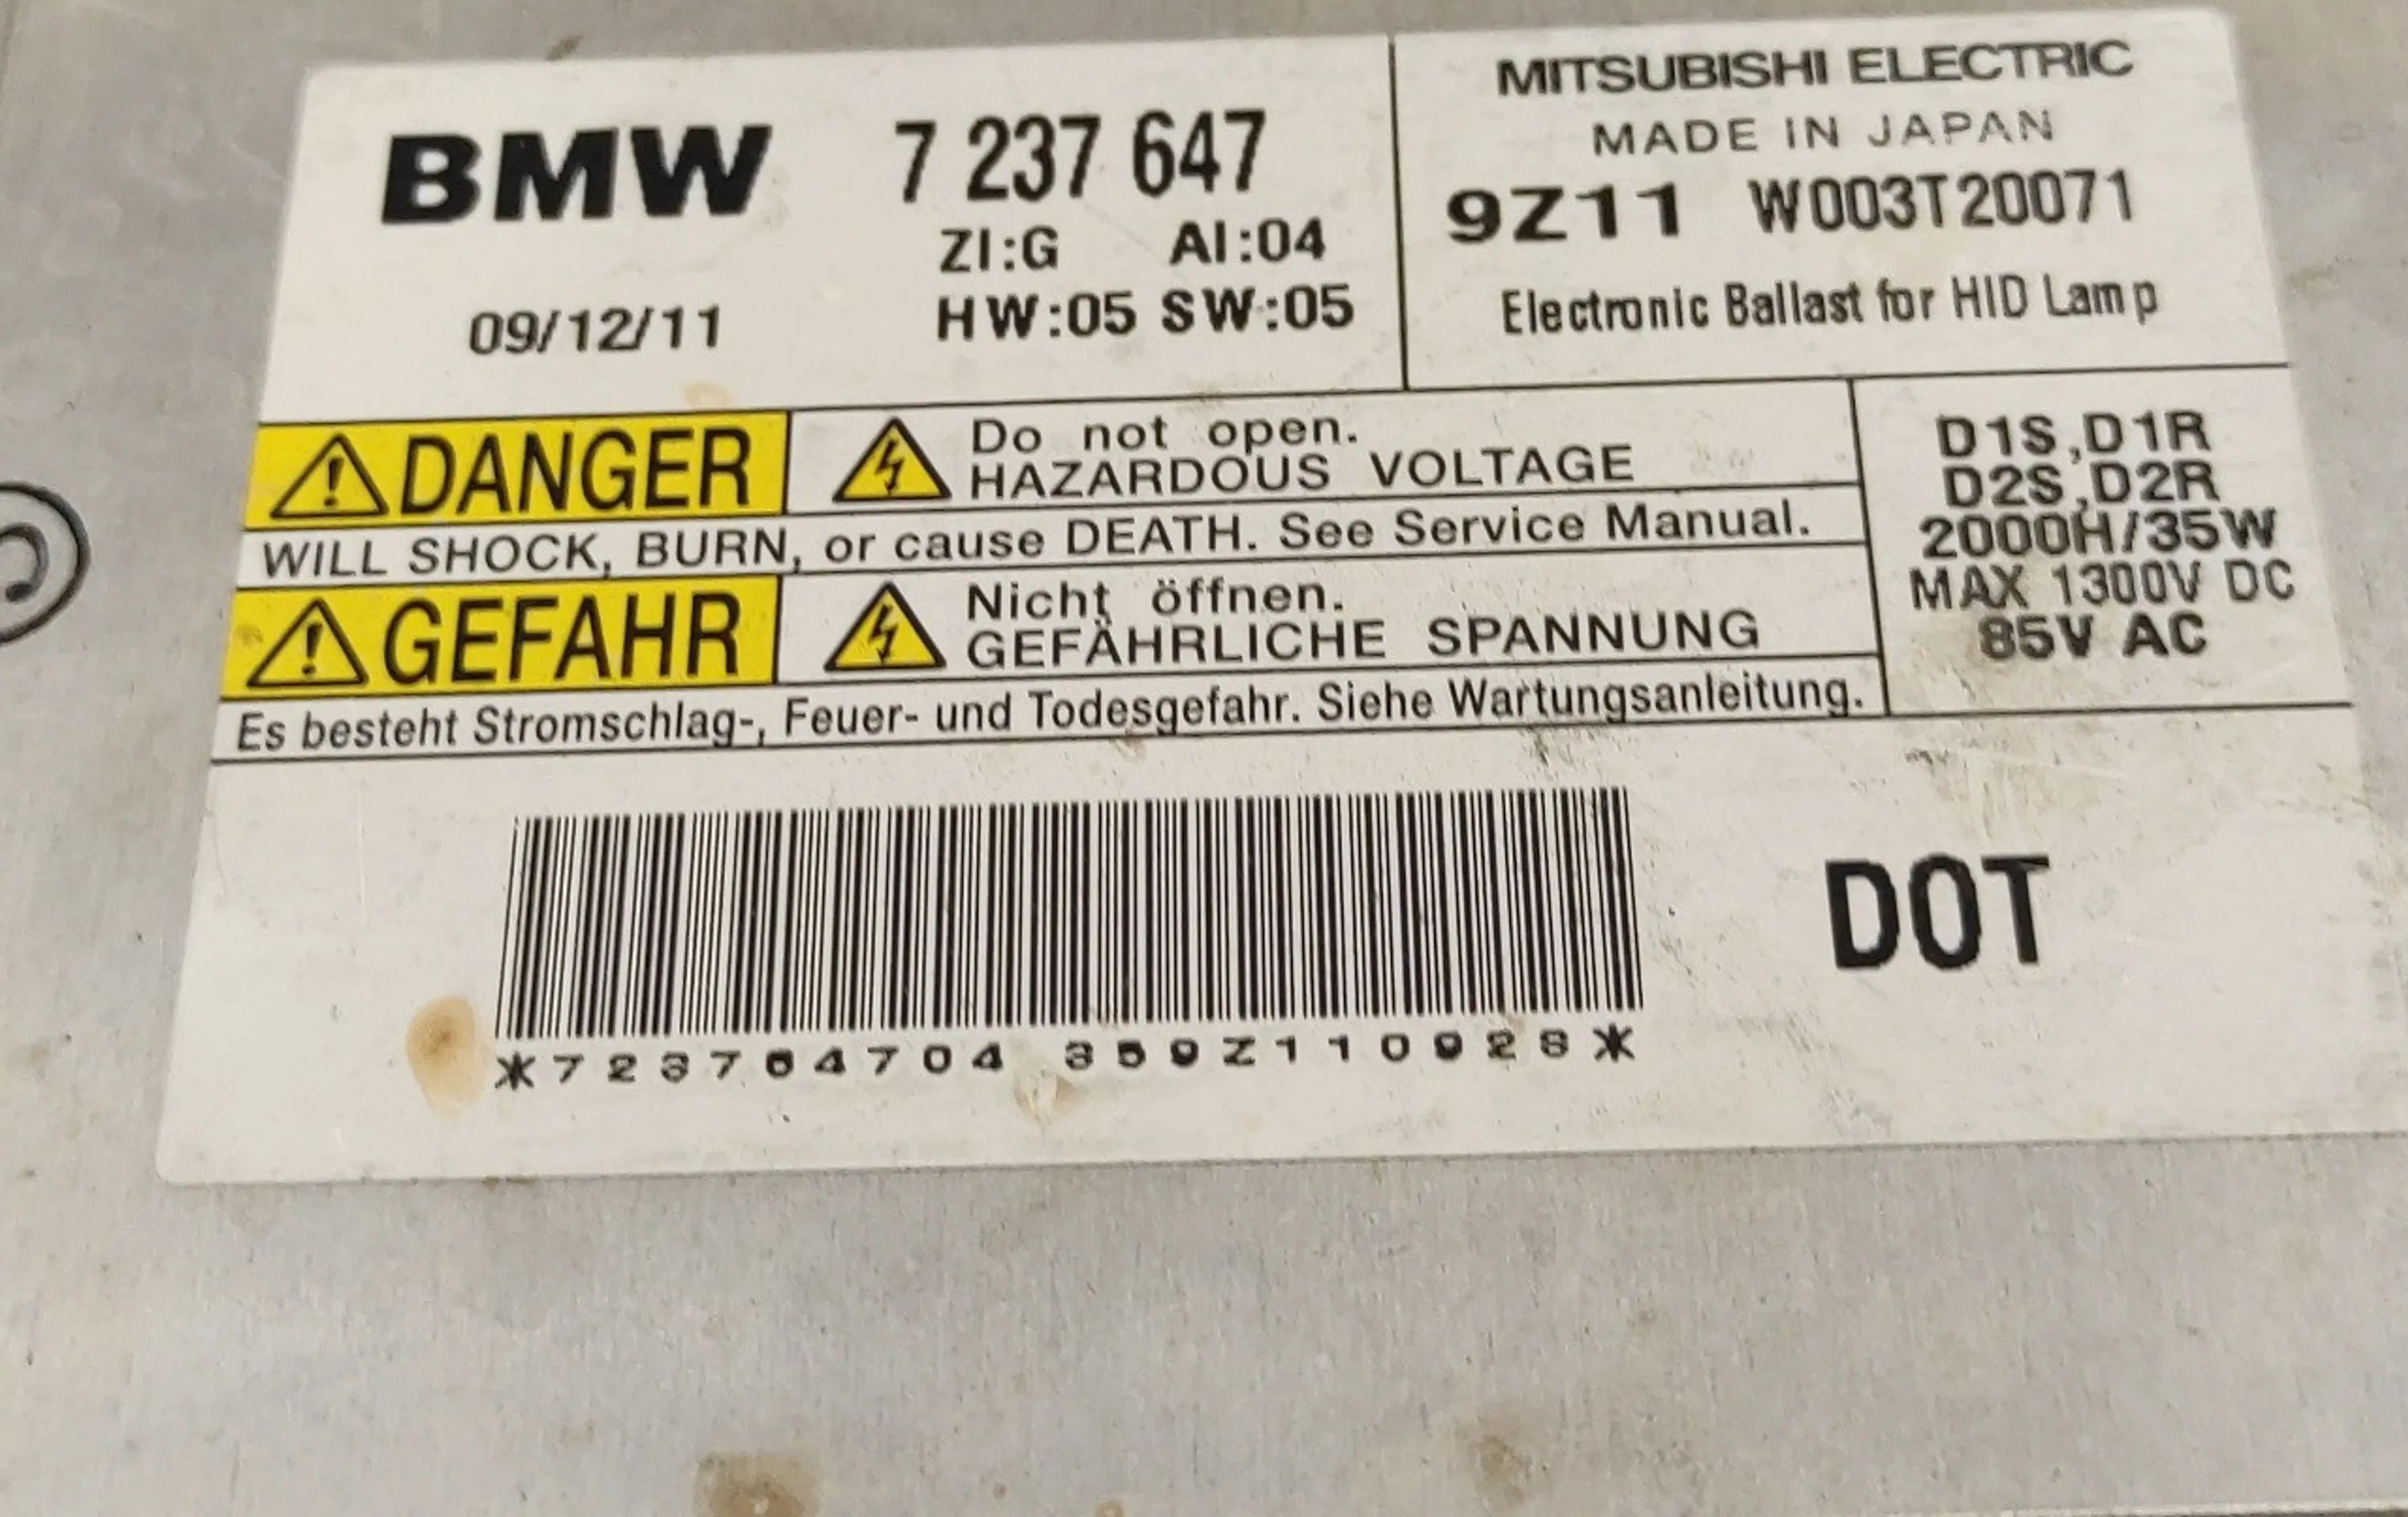 BMW 7 237 647
ZI:G AI:04
09/12/11 HW:05 SW:05
MITSUBISHI ELECTRIC
MADE IN JAPAN
9Z11 W003T20071
Electronic Ballast for HID Lamp
DANGER
Do not open.
HAZARDOUS VOLTAGE
WILL SHOCK, BURN, or cause DEATH. See Service Manual.
GEFAHR
Nicht öffnen.
GEFÄHRLICHE SPANNUNG
Es besteht Stromschlag-, Feuer- und Todesgefahr. Siehe Wartungsanleitung.
D1S,D1R
D2S,D2R
2000H/35W
MAX 1300V DC
85V AC
*723764704 359Z110928*
DOT